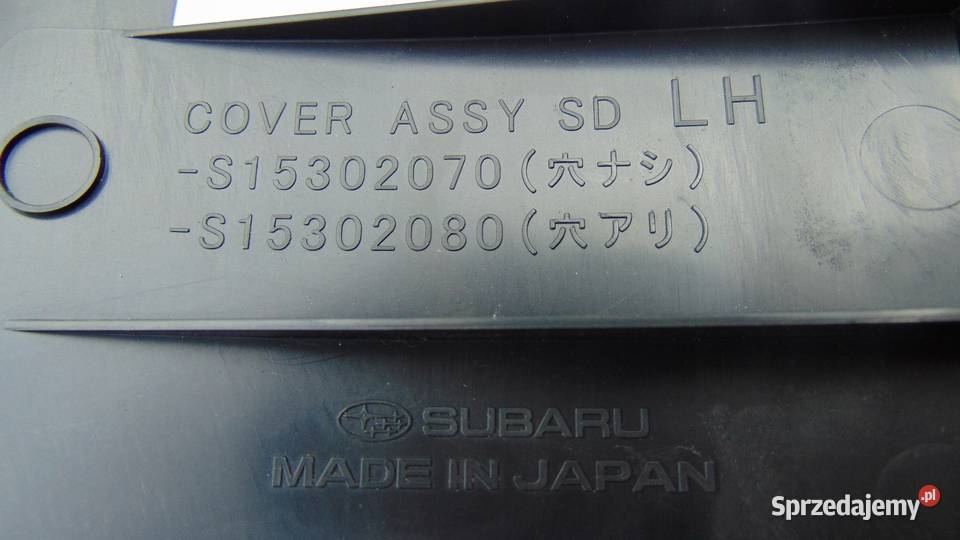 COVER ASSY SD LH
-S15302070(穴ナシ)
-S15302080(穴アリ)
SUBARU
MADE IN JAPAN
Sprzedajemy.pl